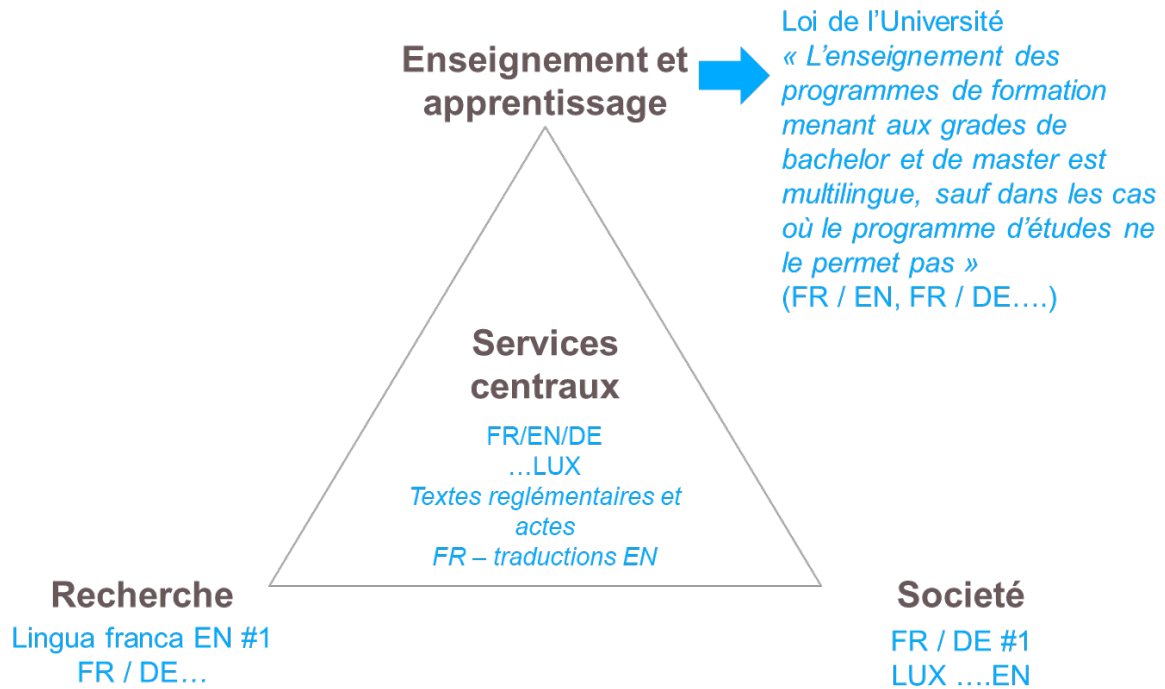 Enseignement et
apprentissage
Loi de l'Université
« L'enseignement des
programmes de formation
menant aux grades de
bachelor et de master est
multilingue, sauf dans les cas
où le programme d'études ne
le permet pas »
(FR / EN, FR / DE….)
Services
centraux
FR/EN/DE
…LUX
Textes reglémentaires et
actes
FR – traductions EN
Recherche
Lingua franca EN #1
FR / DE…
Societé
FR / DE #1
LUX ….EN